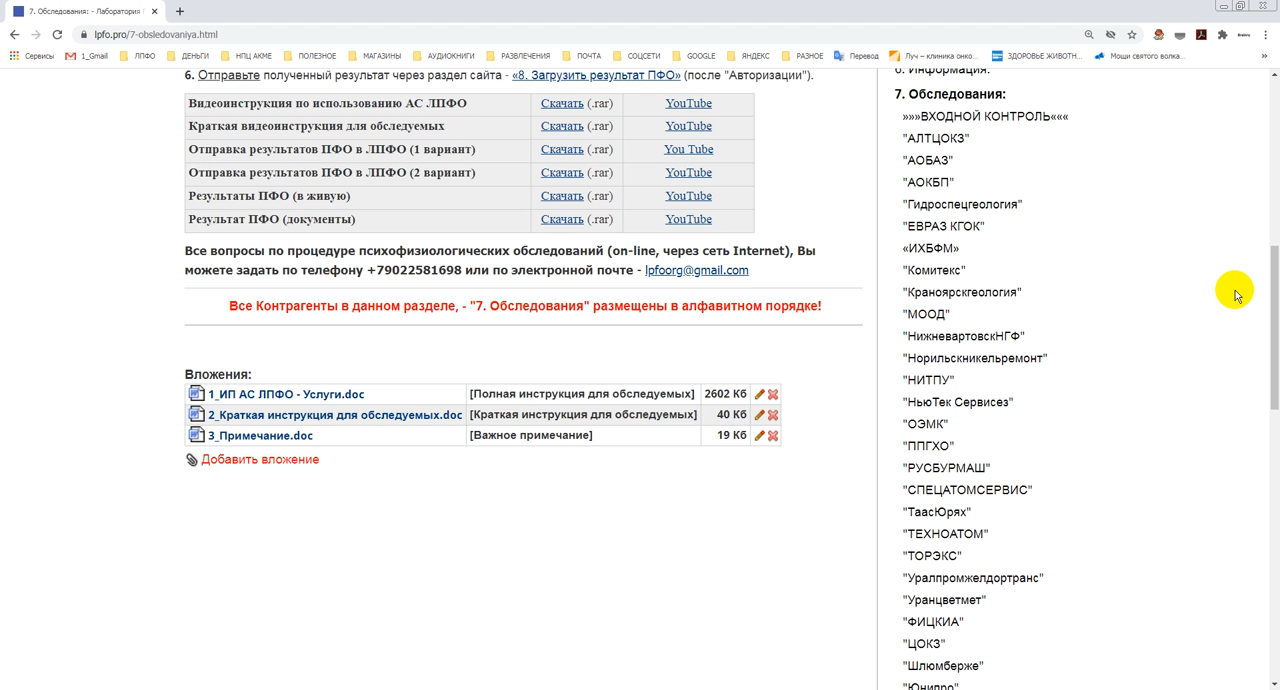 7. Обследования: - Лаборатория
lpfo.pro/7-obsledovaniya.html
Сервисы 1_Gmail ЛПФО ДЕНЬГИ НПЦ АКМЕ ПОЛЕЗНОЕ МАГАЗИНЫ АУДИОКНИГИ РАЗВЛЕЧЕНИЯ ПОЧТА СОЦСЕТИ GOOGLE ЯНДЕКС РАЗНОЕ Перевод Луч – клиника онко... ЗДОРОВЬЕ ЖИВОТН... Мощи святого волка... »
6. Отправьте полученный результат через раздел сайта - «8. Загрузить результат ПФО» (после "Авторизации").
Видеоинструкция по использованию АС ЛПФО Скачать (.rar) YouTube
Краткая видеоинструкция для обследуемых Скачать (.rar) YouTube
Отправка результатов ПФО в ЛПФО (1 вариант) Скачать (.rar) You Tube
Отправка результатов ПФО в ЛПФО (2 вариант) Скачать (.rar) YouTube
Результаты ПФО (в живую) Скачать (.rar) YouTube
Результат ПФО (документы) Скачать (.rar) YouTube
Все вопросы по процедуре психофизиологических обследований (on-line, через сеть Internet), Вы
можете задать по телефону +79022581698 или по электронной почте - lpfoorg@gmail.com
Все Контрагенты в данном разделе, - "7. Обследования" размещены в алфавитном порядке!
Вложения:
1_ИП АС ЛПФО - Услуги.doc [Полная инструкция для обследуемых] 2602 Кб
2_Краткая инструкция для обследуемых.doc [Краткая инструкция для обследуемых] 40 Кб
3_Примечание.doc [Важное примечание] 19 Кб
Добавить вложение
6. Информация:
7. Обследования:
»»»ВХОДНОЙ КОНТРОЛЬ«««
"АЛТЦОКЗ"
"АОБАЗ"
"АОКБП"
"Гидроспецгеология"
"ЕВРАЗ КГОК"
«ИХБФМ»
"Комитекс"
"Краноярскгеология"
"МООД"
"НижневартовскНГФ"
"Норильскникельремонт"
"НИТПУ"
"НьюТек Сервисез"
"ОЭМК"
"ППГХО"
"РУСБУРМАШ"
"СПЕЦАТОМСЕРВИС"
"ТаасЮрях"
"ТЕХНОАТОМ"
"ТОРЭКС"
"Уралпромжелдортранс"
"Уранцветмет"
"ФИЦКИА"
"ЦОКЗ"
"Шлюмберже"
"Юнипро"